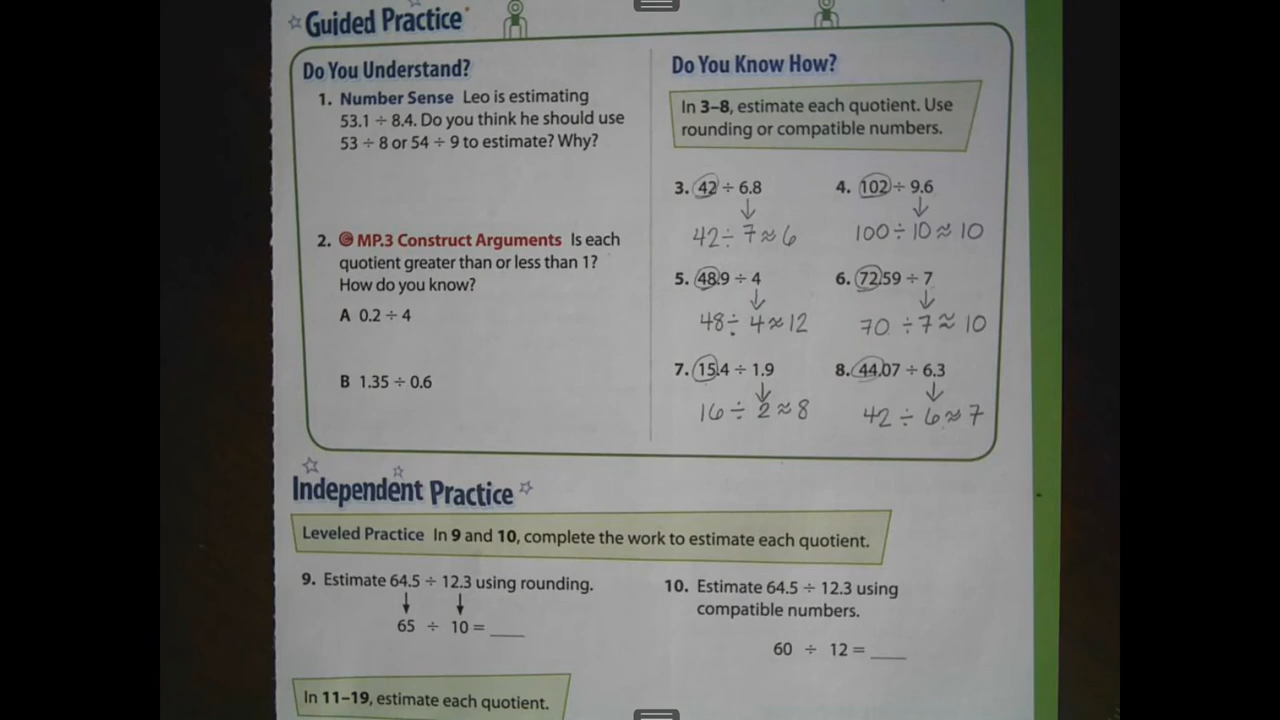 Guided Practice
Do You Understand?
1. Number Sense Leo is estimating
53.1 ÷ 8.4. Do you think he should use
53 ÷ 8 or 54 ÷ 9 to estimate? Why?
2. MP.3 Construct Arguments Is each
quotient greater than or less than 1?
How do you know?
A 0.2 ÷ 4
B 1.35 ÷ 0.6
Do You Know How?
In 3–8, estimate each quotient. Use
rounding or compatible numbers.
3. 42 ÷ 6.8
42 ÷ 7 ≈ 6
4. 102 ÷ 9.6
100 ÷ 10 ≈ 10
5. 48.9 ÷ 4
48 ÷ 4 ≈ 12
6. 72.59 ÷ 7
70 ÷ 7 ≈ 10
7. 15.4 ÷ 1.9
16 ÷ 2 ≈ 8
8. 44.07 ÷ 6.3
42 ÷ 6 ≈ 7
Independent Practice
Leveled Practice In 9 and 10, complete the work to estimate each quotient.
9. Estimate 64.5 ÷ 12.3 using rounding.
65 ÷ 10 = ____
10. Estimate 64.5 ÷ 12.3 using
compatible numbers.
60 ÷ 12 = ____
In 11–19, estimate each quotient.